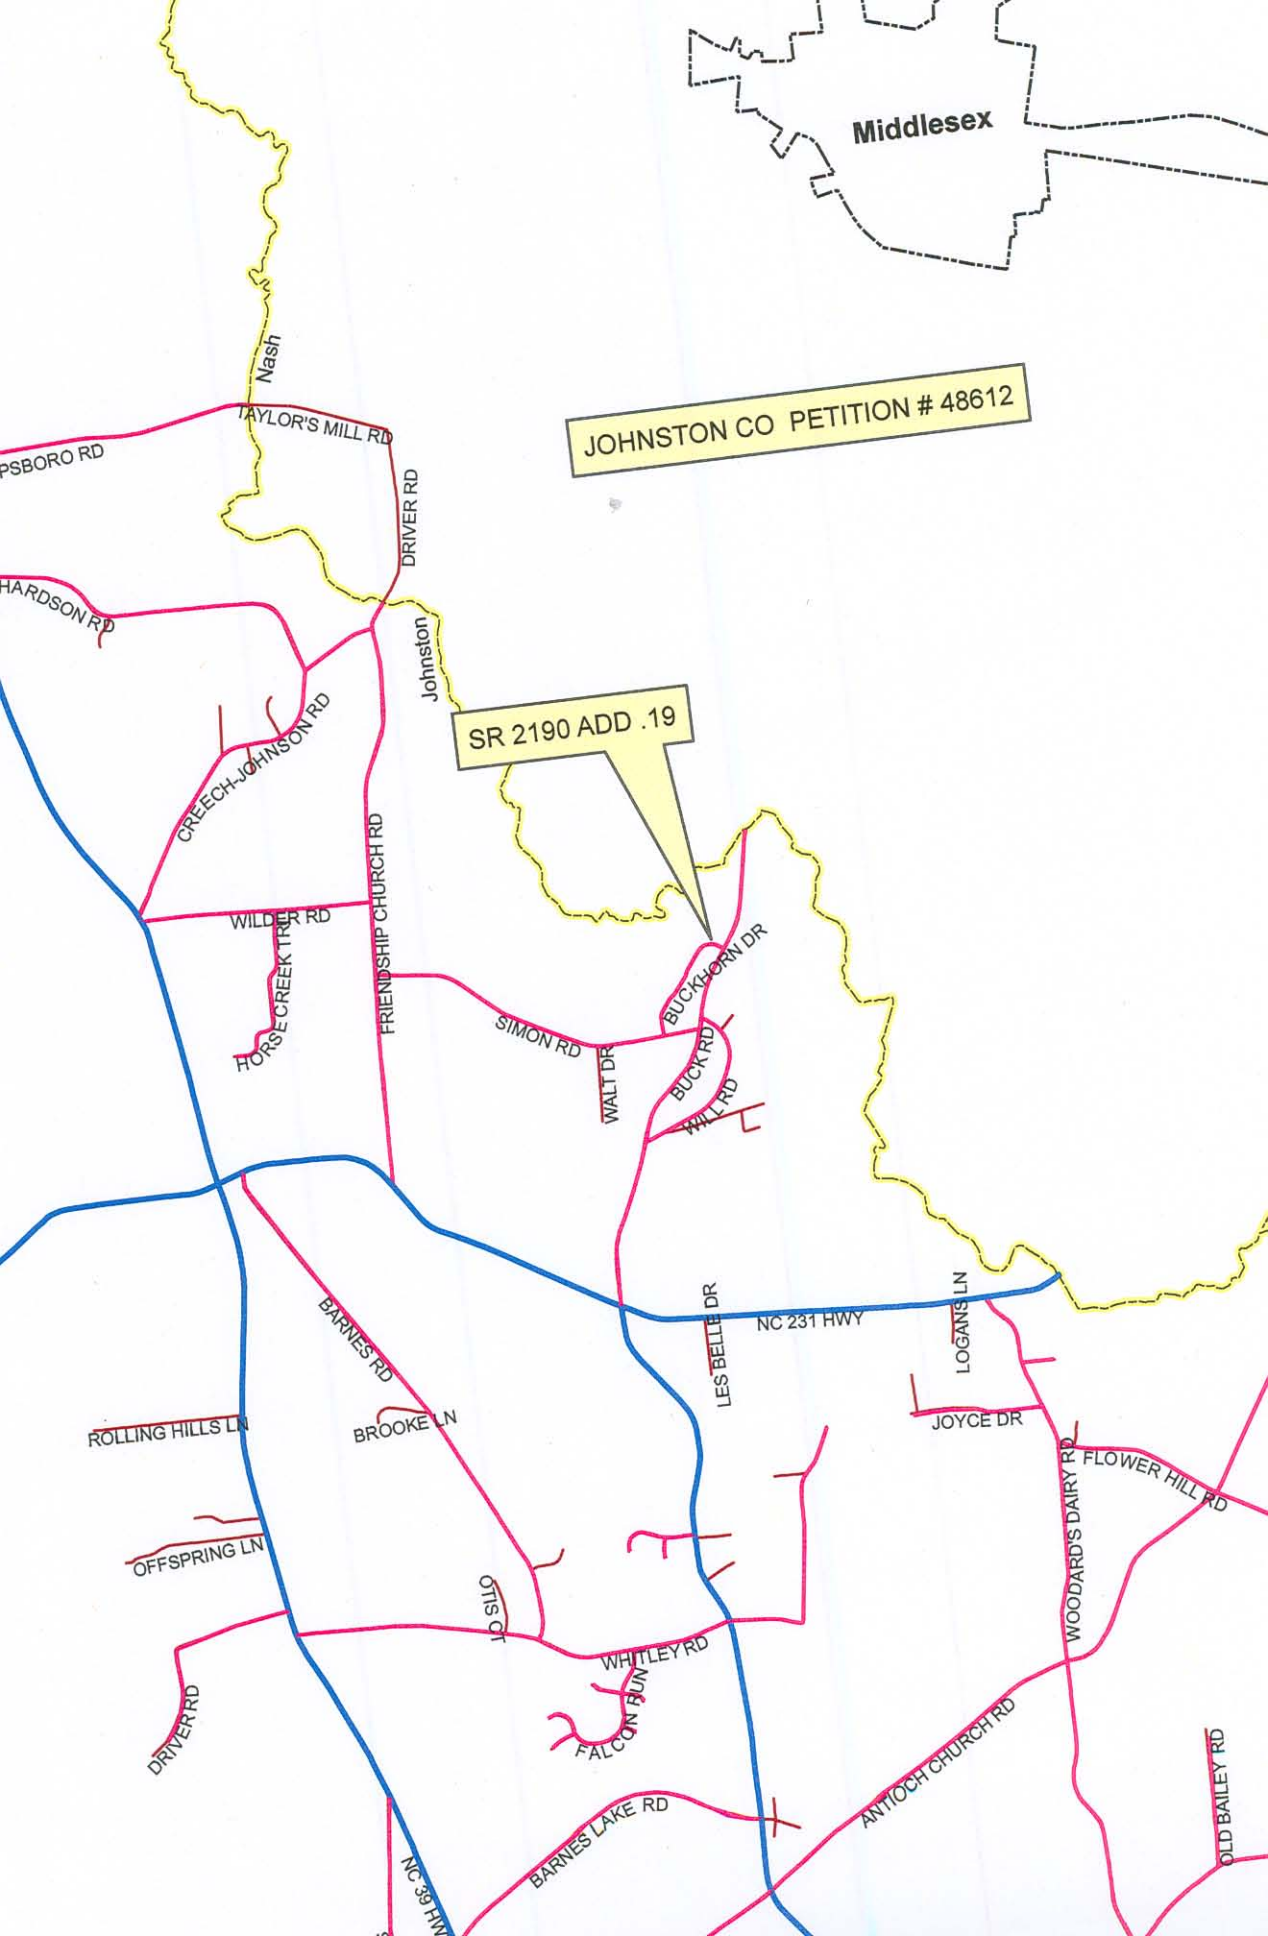 Middlesex
Nash
TAYLOR'S MILL RD
JOHNSTON CO PETITION # 48612
PSBORO RD
DRIVER RD
HARDSON RD
Johnston
SR 2190 ADD .19
CREECH-JOHNSON RD
FRIENDSHIP CHURCH RD
WILDER RD
HORSE CREEK TRL
BUCKHORN DR
SIMON RD
WALT DR
BUCK RD
WILL RD
BARNES RD
LES BELLE DR
NC 231 HWY
LOGANS LN
ROLLING HILLS LN
BROOKE LN
JOYCE DR
FLOWER HILL RD
WOODARD'S DAIRY RD
OFFSPRING LN
OTIS CT
WHITLEY RD
FALCON RUN
DRIVER RD
ANTIOCH CHURCH RD
OLD BAILEY RD
BARNES LAKE RD
NC 39 HW